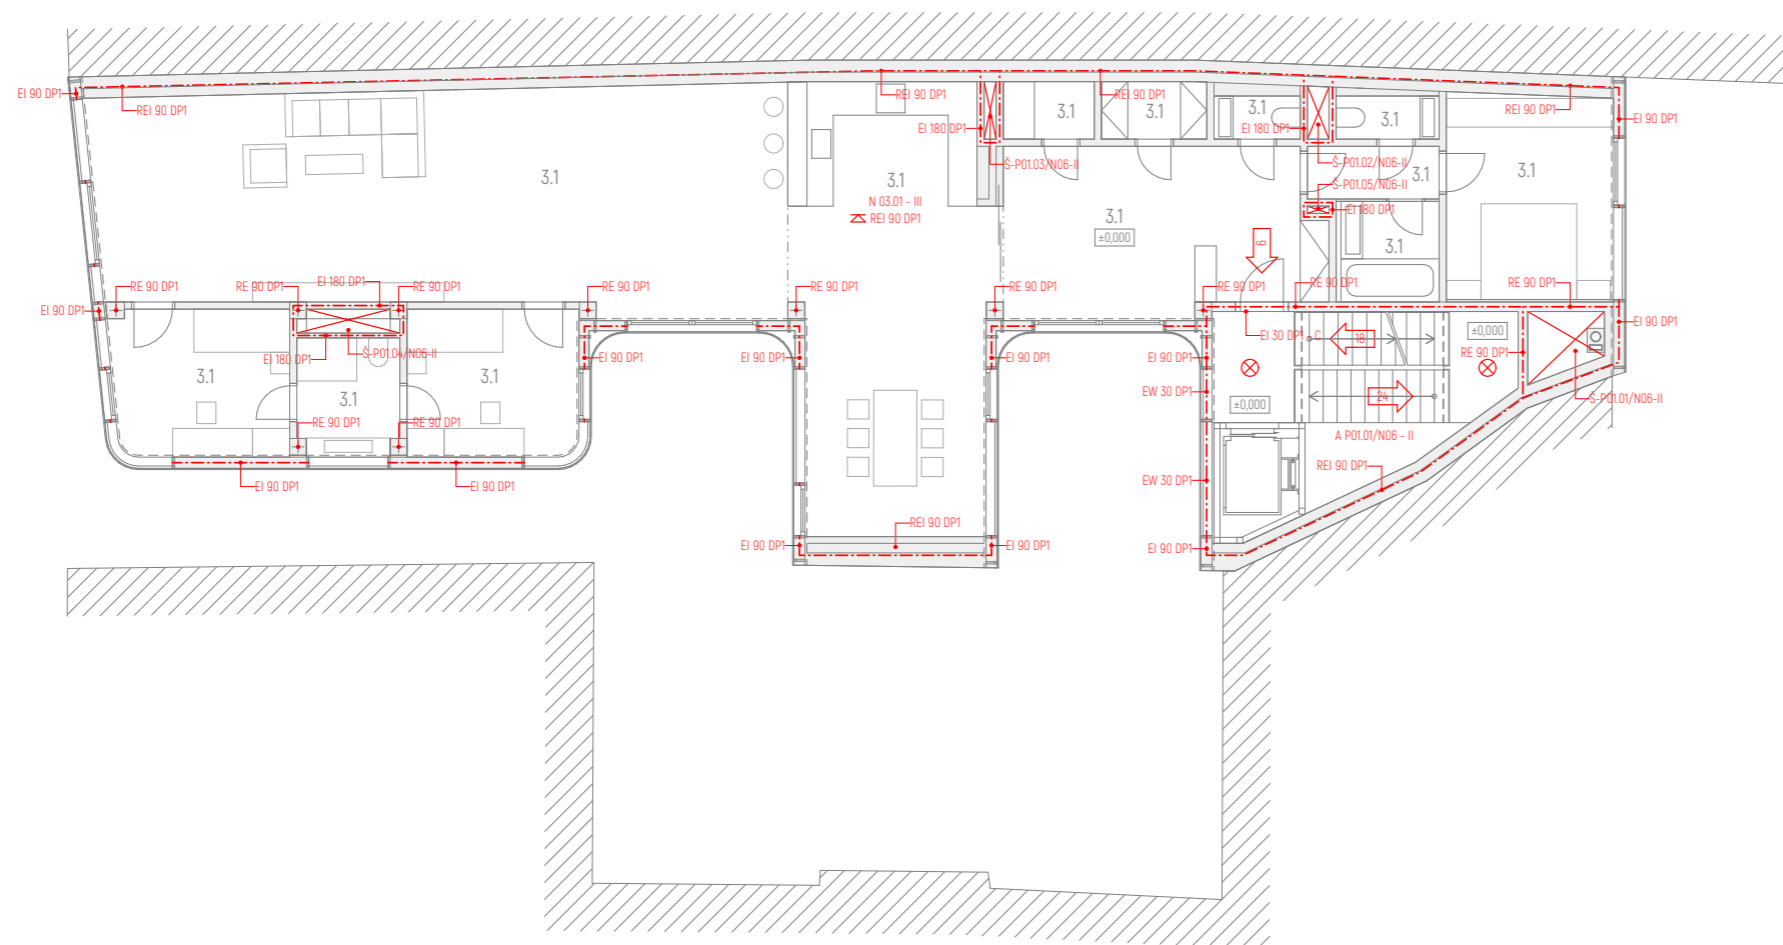 EI 90 DP1
REI 90 DP1
REI 90 DP1
REI 90 DP1
REI 90 DP1
EI 90 DP1
EI 180 DP1
3.1
3.1
3.1
EI 180 DP1
3.1
Š-P01.03/N06-II
Š-P01.02/N06-II
3.1
3.1
3.1
3.1
Š-P01.05/N06-II
N 03.01 - III
REI 90 DP1
EI 180 DP1
3.1
±0,000
6
3.1
RE 90 DP1
RE 90 DP1
EI 180 DP1
RE 90 DP1
RE 90 DP1
RE 90 DP1
RE 90 DP1
RE 90 DP1
RE 90 DP1
RE 90 DP1
EI 90 DP1
EI 30 DP1 - C
18
±0,000
EI 90 DP1
EI 180 DP1
Š-P01.04/N06-II
EI 90 DP1
EI 90 DP1
EI 90 DP1
EI 90 DP1
RE 90 DP1
3.1
3.1
3.1
EW 30 DP1
24
±0,000
Š-P01.01/N06-II
RE 90 DP1
RE 90 DP1
A P01.01/N06 - II
REI 90 DP1
EI 90 DP1
EI 90 DP1
EW 30 DP1
REI 90 DP1
EI 90 DP1
EI 90 DP1
EI 90 DP1